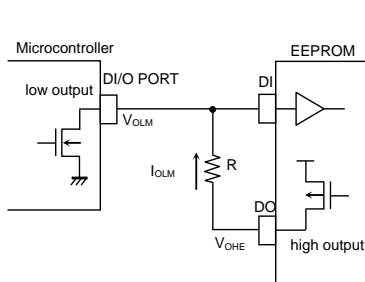 Microcontroller
EEPROM
DI/O PORT
DI
low output
VOLM
IOLM
R
DO
VOHE
high output